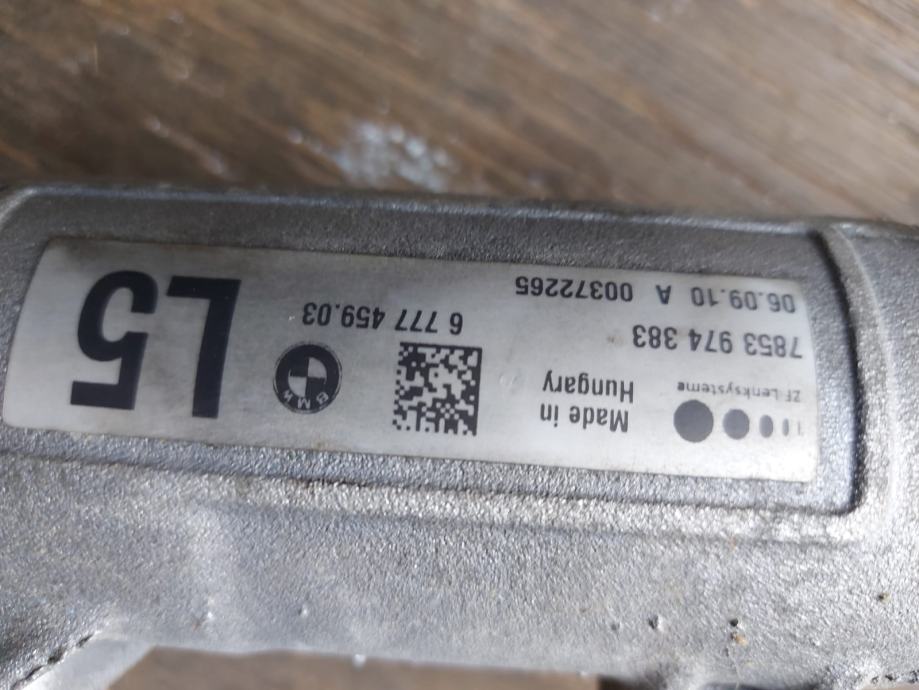 ZF Lenksysteme
Made in
Hungary
7853 974 383
06.09.10 A 00372265
6 777 459.03
BMW
L5